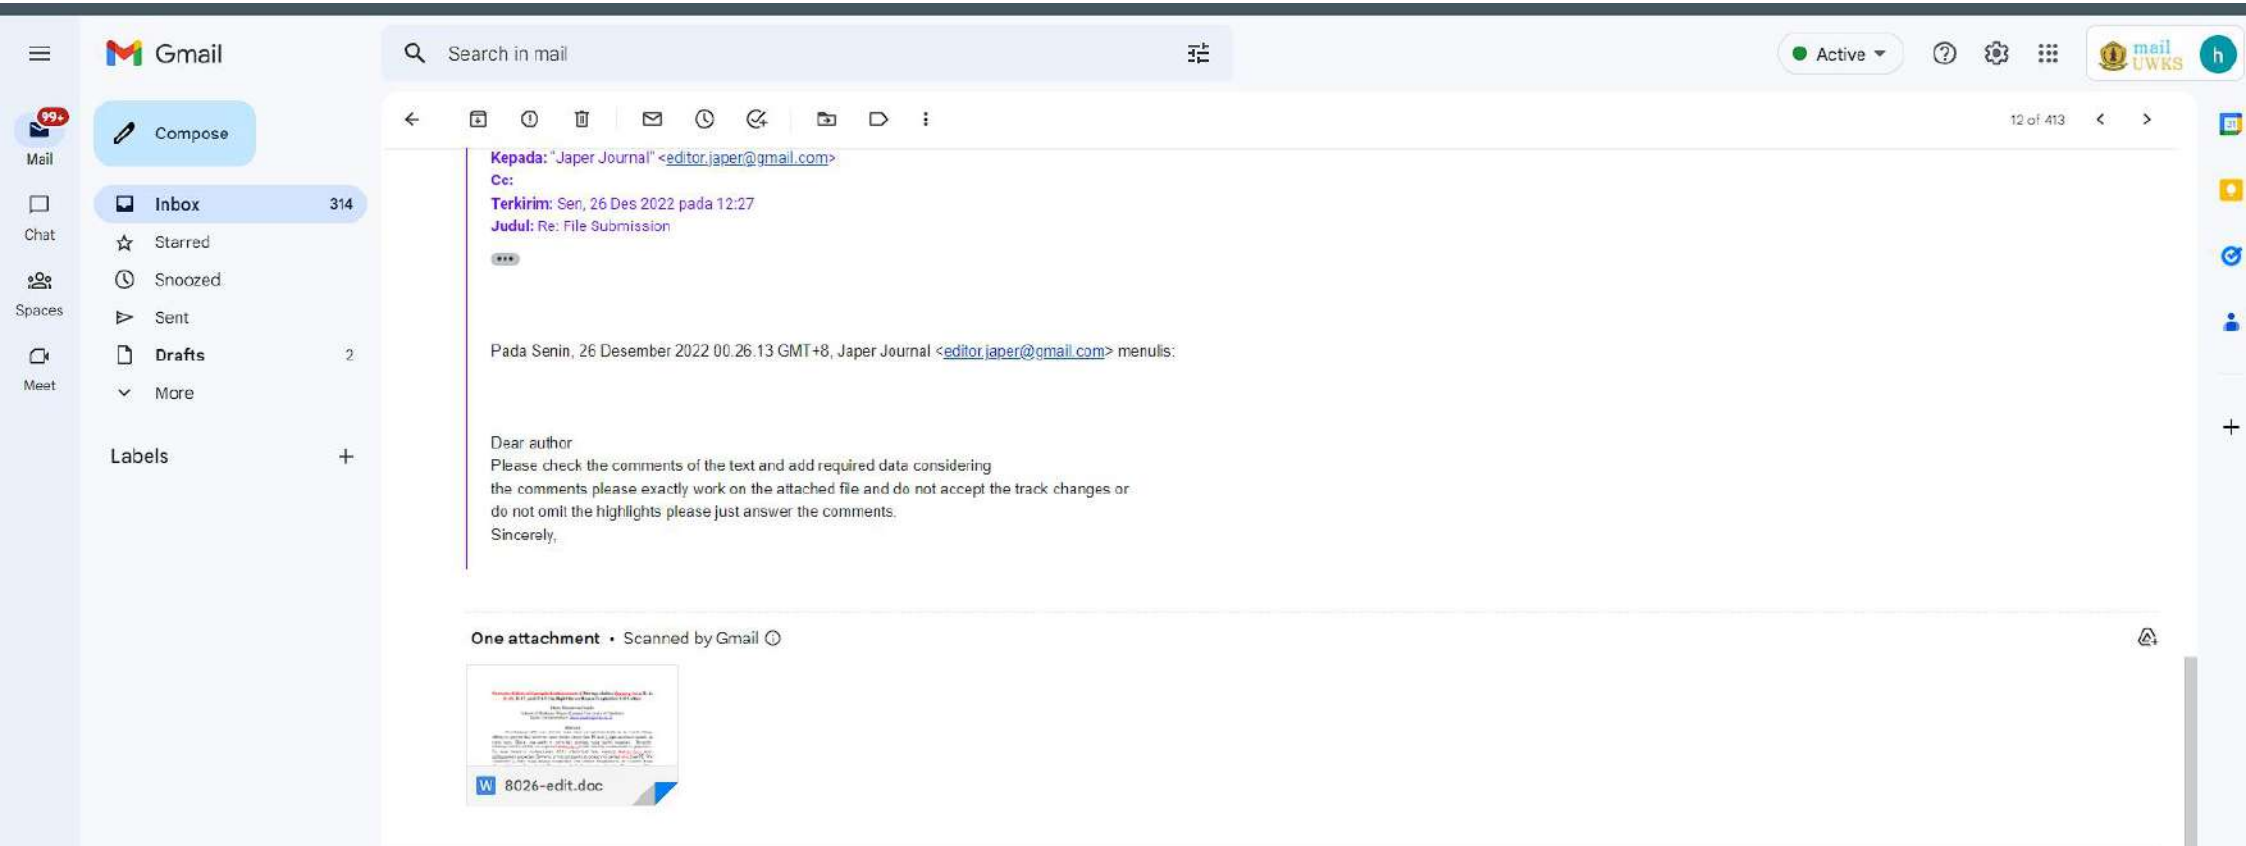 Gmail
Search in mail
Active
mail
UWKS
h
99+
Mail
Compose
12 of 413
31
Kepada: "Japer Journal" <editor.japer@gmail.com>
Cc:
Inbox 314
Terkirim: Sen, 26 Des 2022 pada 12:27
Chat
Judul: Re: File Submission
Starred
Snoozed
Spaces
Sent
Drafts 2
Pada Senin, 26 Desember 2022 00.26.13 GMT+8, Japer Journal <editor.japer@gmail.com> menulis:
Meet
More
Labels
Dear author
Please check the comments of the text and add required data considering
the comments please exactly work on the attached file and do not accept the track changes or
do not omit the highlights please just answer the comments.
Sincerely,
One attachment • Scanned by Gmail
W 8026-edit.doc